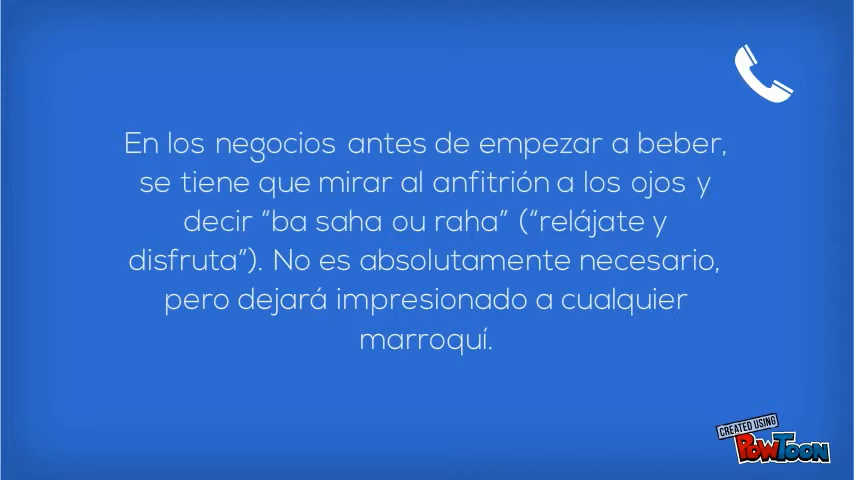 En los negocios antes de empezar a beber,
se tiene que mirar al anfitrión a los ojos y
decir “ba saha ou raha” (“relájate y
disfruta”). No es absolutamente necesario,
pero dejará impresionado a cualquier
marroquí.
CREATED USING
POWTOON